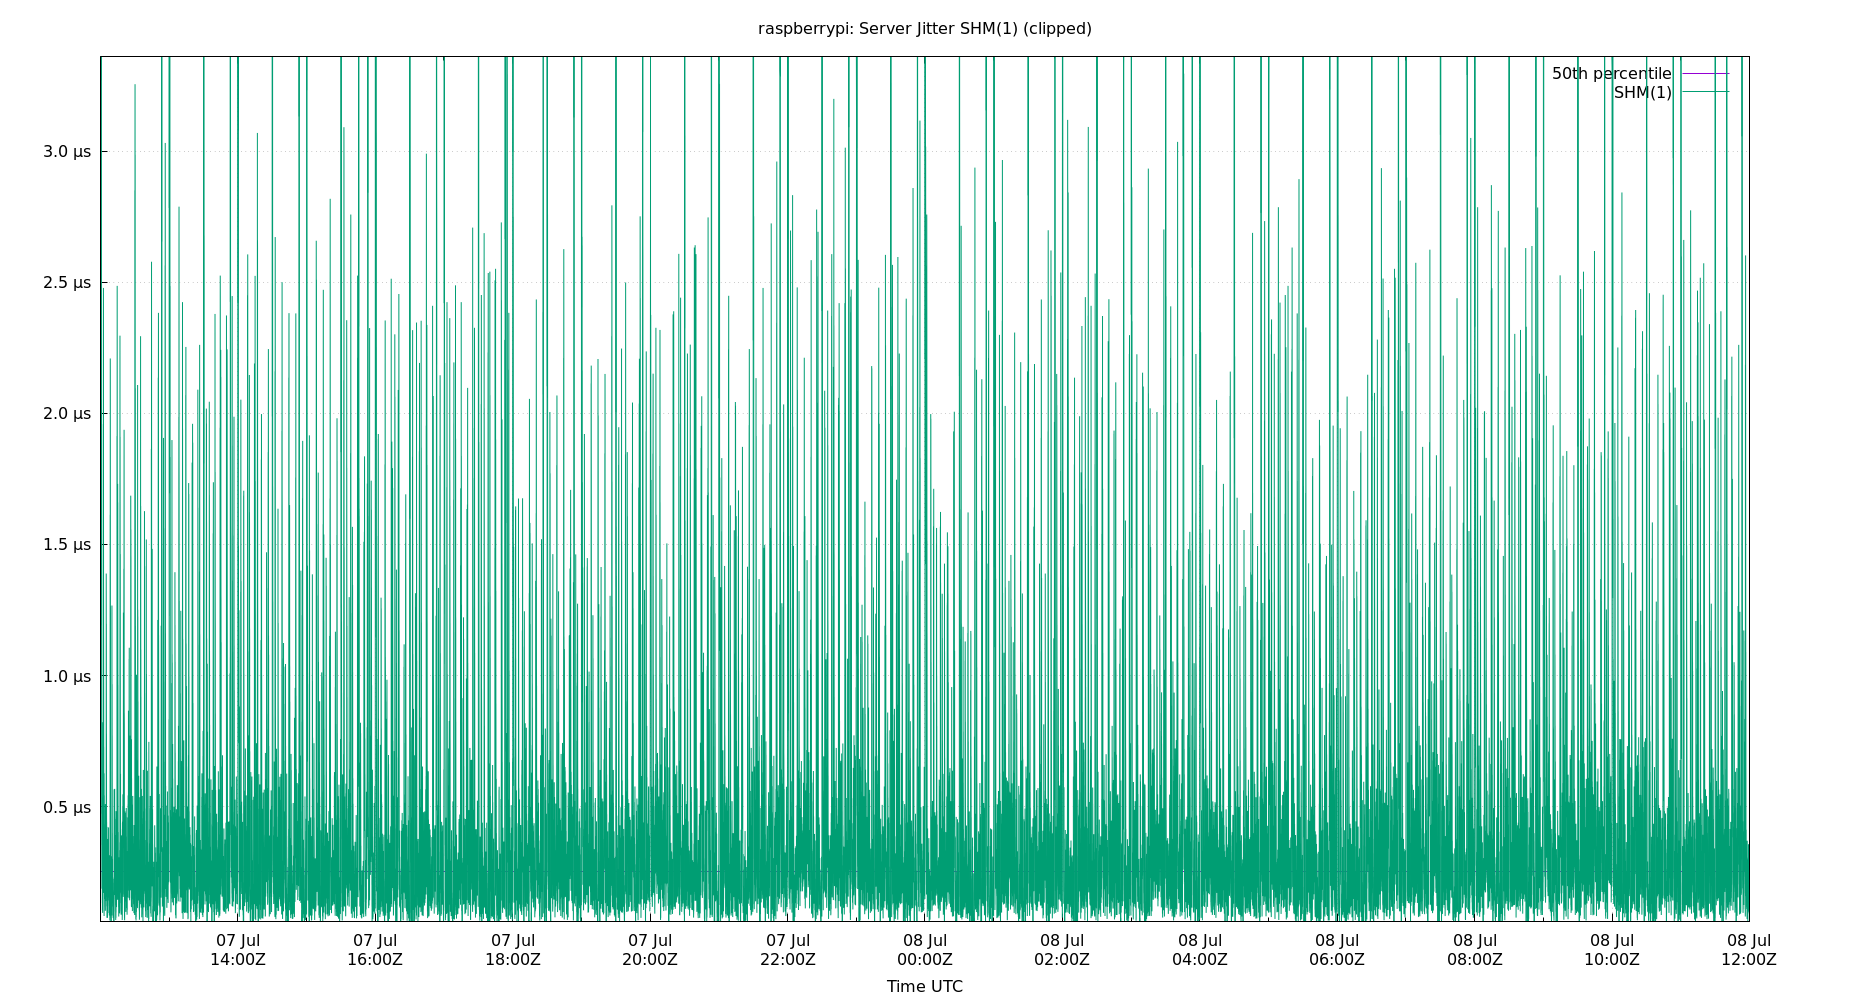 raspberrypi: Server Jitter SHM(1) (clipped)
50th percentile
SHM(1)
3.0 µs
2.5 µs
2.0 µs
1.5 µs
1.0 µs
0.5 µs
07 Jul 07 Jul 07 Jul 07 Jul 07 Jul 08 Jul 08 Jul 08 Jul 08 Jul 08 Jul 08 Jul 08 Jul
14:00Z 16:00Z 18:00Z 20:00Z 22:00Z 00:00Z 02:00Z 04:00Z 06:00Z 08:00Z 10:00Z 12:00Z
Time UTC